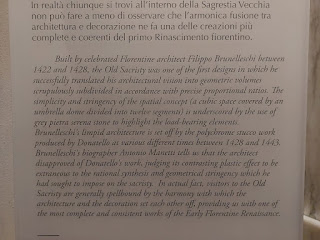 In realtà chiunque si trovi all'interno della Sagrestia Vecchia
non può fare a meno di osservare che l'armonica fusione tra
architettura e decorazione ne fa una delle creazioni più
complete e coerenti del primo Rinascimento fiorentino.
Built by celebrated Florentine architect Filippo Brunelleschi between
1422 and 1428, the Old Sacristy was one of the first designs in which he
succesfully translated his architectural vision into geometric volumes
scrupulously subdivided in accordance with precise proportional ratios. The
simplicity and stringency of the spatial concept (a cubic space covered by an
umbrella dome divided into twelve segments) is underscored by the use of
grey pietra serena stone to highlight the load-bearing elements.
Brunelleschi's limpid architecture is set off by the polychrome stucco work
produced by Donatello at various different times between 1428 and 1443.
Brunelleschi's biographer Antonio Manetti tells us that the architect
disapproved of Donatello's work, judging its contrasting plastic effect to be
extraneous to the rational synthesis and geometrical stringency which he
had sought to impose on the sacristy. In actual fact, visitors to the Old
Sacristy are generally spellbound by the harmony with which the
architecture and the decoration set each other off, providing us with one of
the most complete and consistent works of the Early Florentine Renaissance.